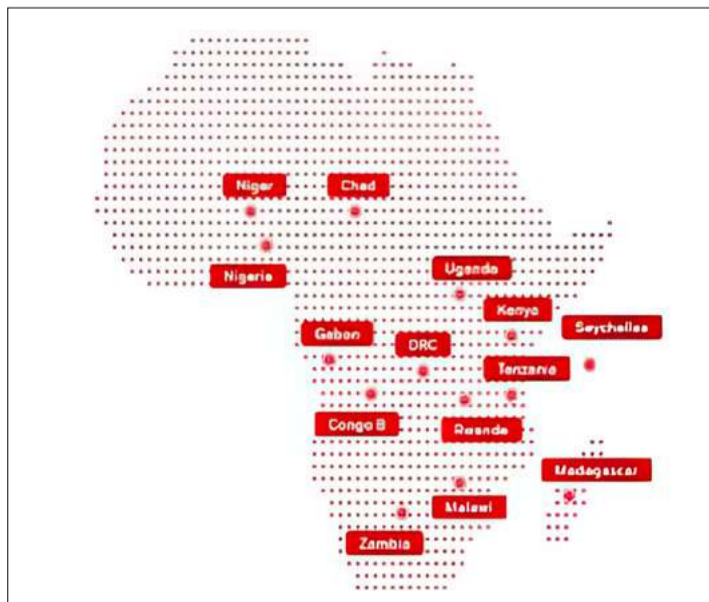 Niger
Chad
Nigeria
Uganda
Kenya
Seychelles
Gabon
DRC
Tanzania
Congo B
Rwanda
Madagascar
Malawi
Zambia